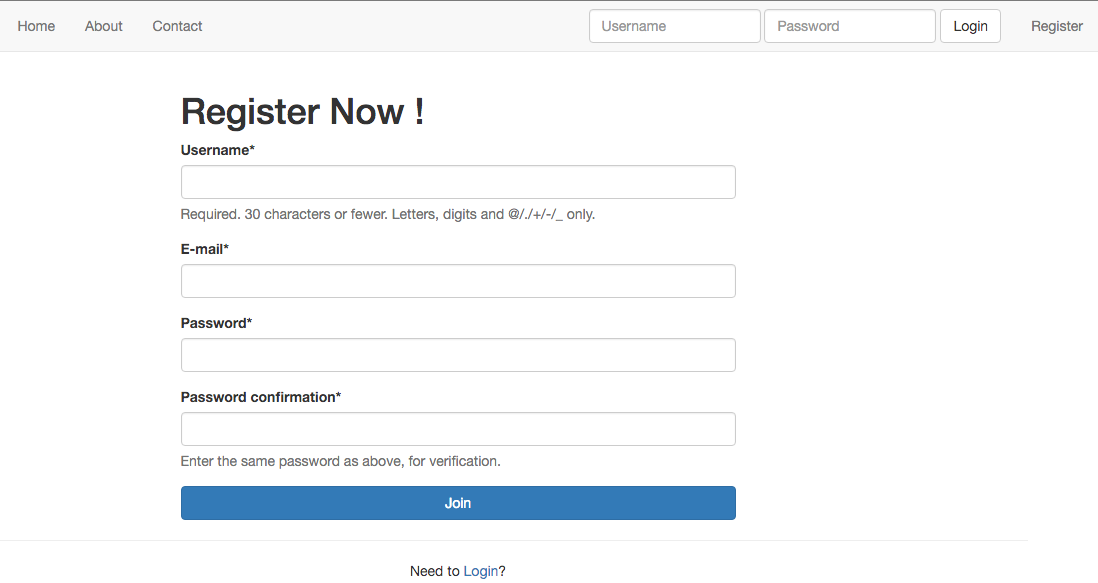 Home About Contact Username Password Login Register
Register Now !
Username*
Required. 30 characters or fewer. Letters, digits and @/./+/-/_ only.
E-mail*
Password*
Password confirmation*
Enter the same password as above, for verification.
Join
Need to Login?